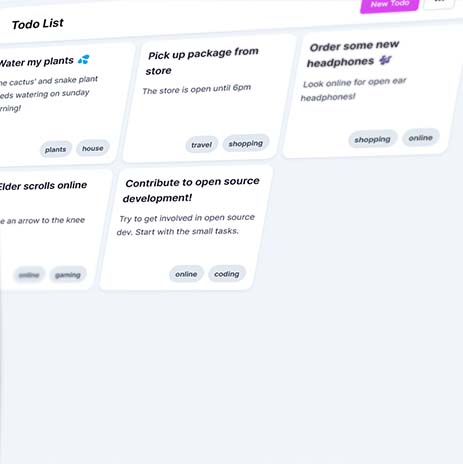 New Todo
Todo List
Water my plants 💦
he cactus' and snake plant
eds watering on sunday
rning!
plants house
Pick up package from
store
The store is open until 6pm
travel shopping
Order some new
headphones
Look online for open ear
headphones!
shopping online
Elder scrolls online
e an arrow to the knee
online gaming
Contribute to open source
development!
Try to get involved in open source
dev. Start with the small tasks.
online coding